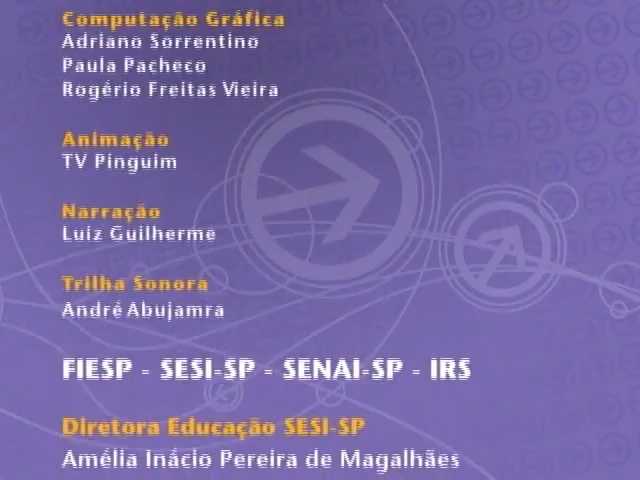 Computação Gráfica
Adriano Sorrentino
Paula Pacheco
Rogério Freitas Vieira
Animação
TV Pinguim
Narração
Luiz Guilherme
Trilha Sonora
André Abujamra
FIESP - SESI-SP - SENAI-SP - IRS
Diretora Educação SESI-SP
Amélia Inácio Pereira de Magalhães